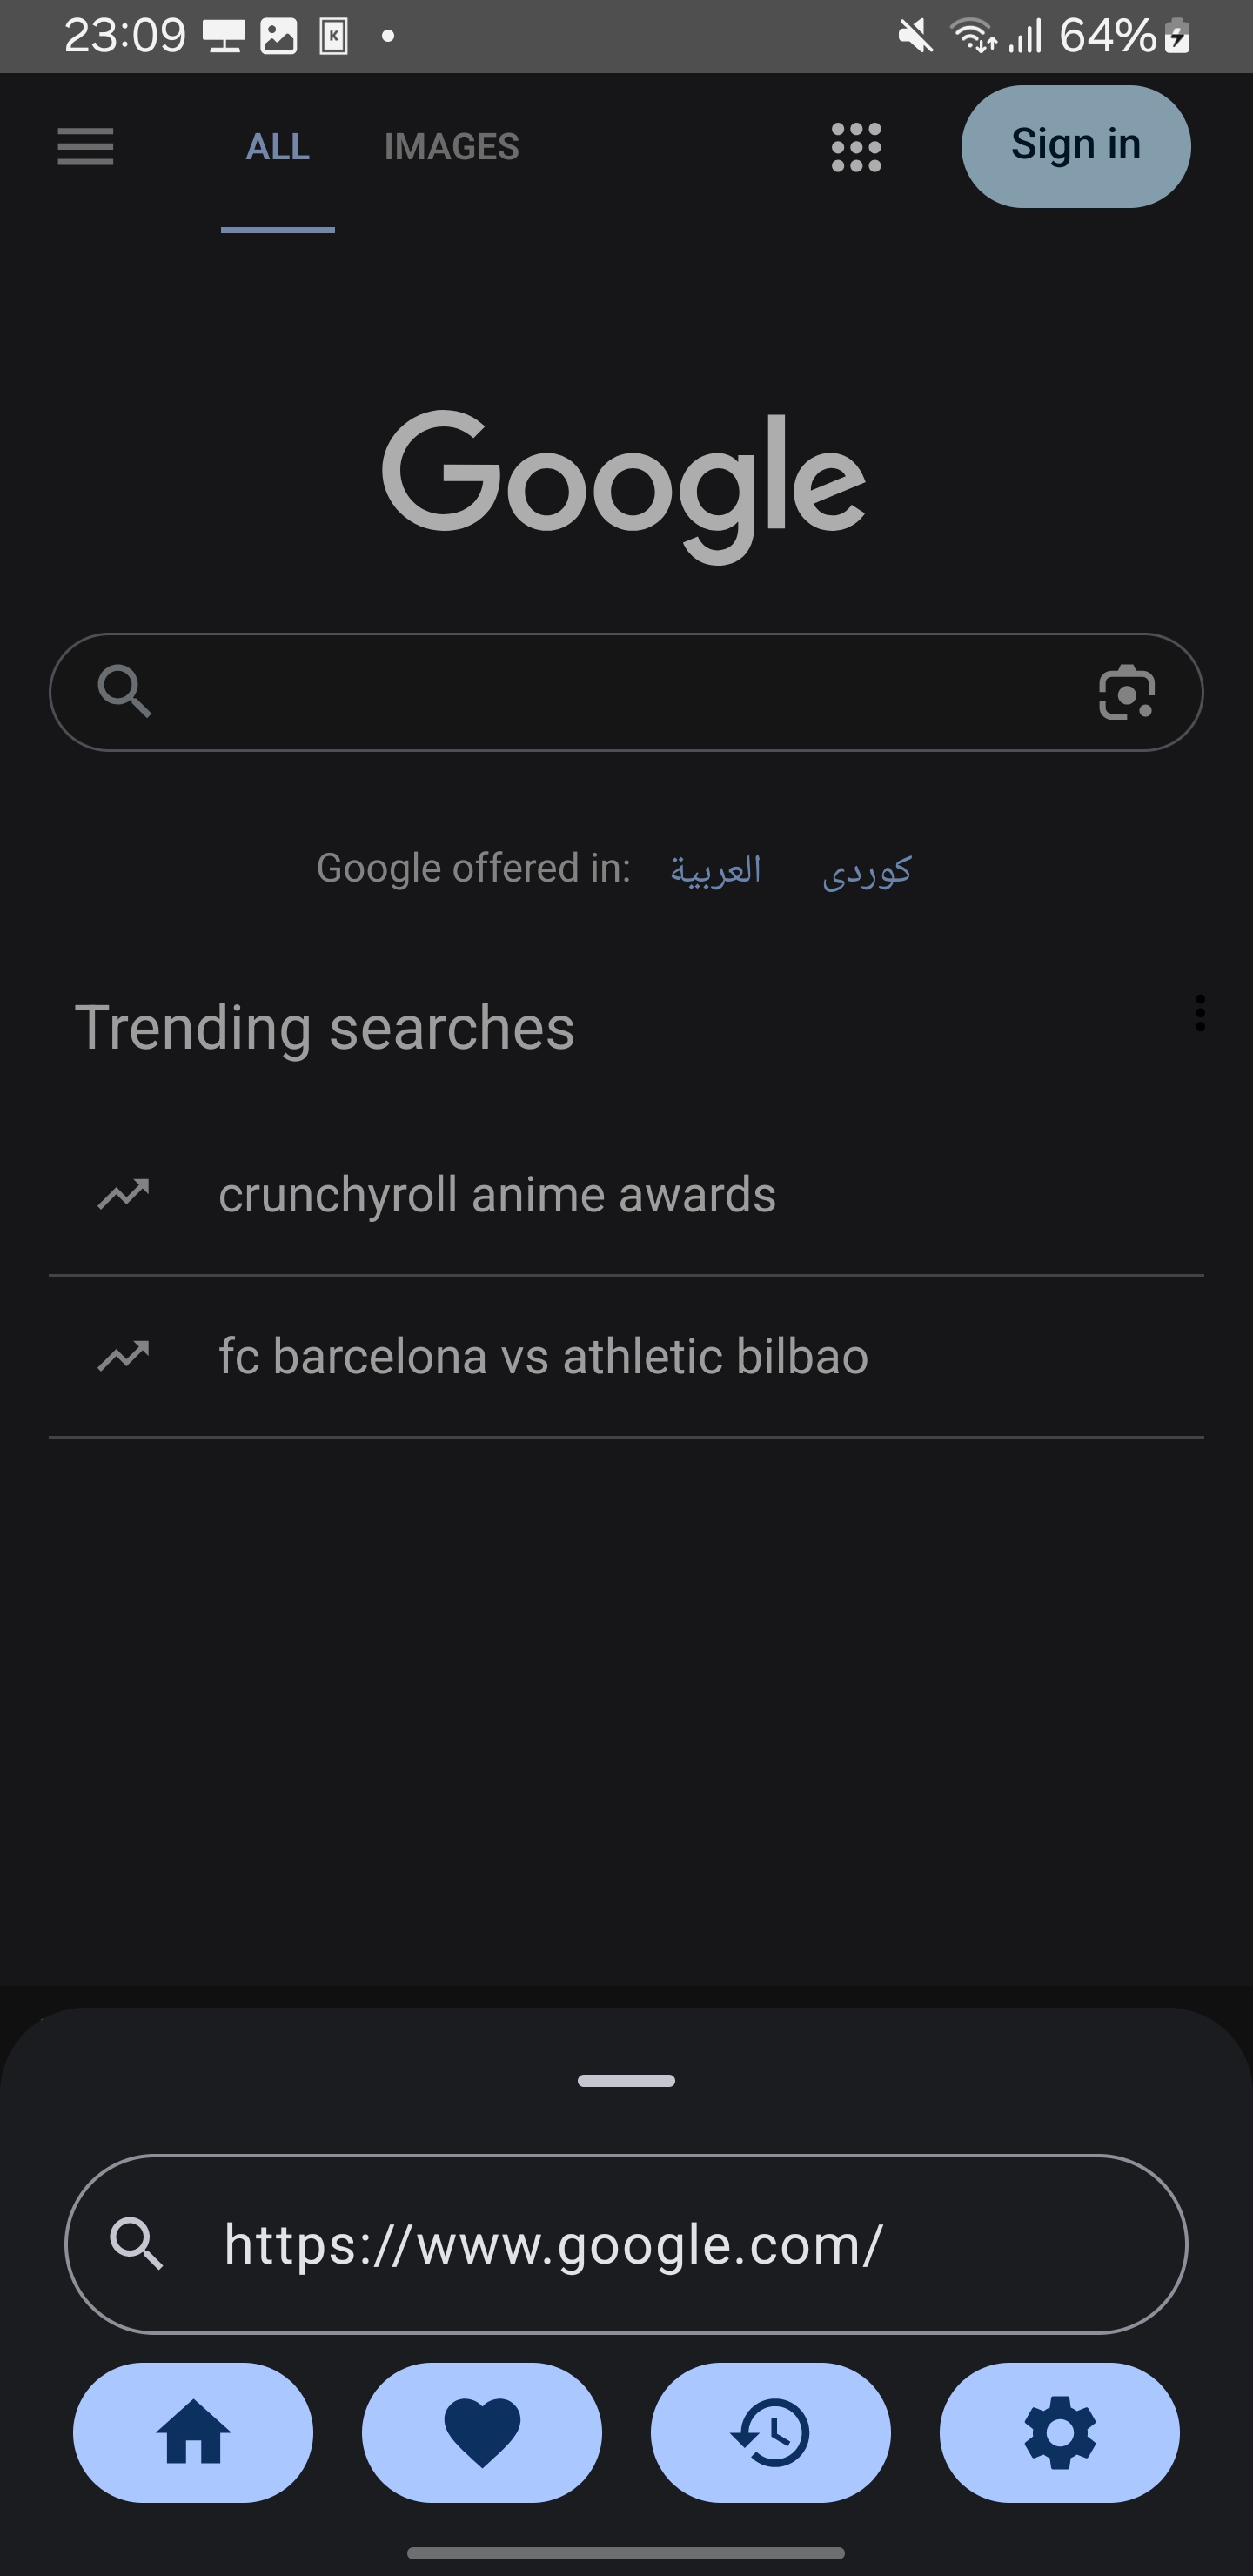 23:09 64%
ALL IMAGES Sign in
Google
Google offered in: العربية كوردی
Trending searches
crunchyroll anime awards
fc barcelona vs athletic bilbao
https://www.google.com/